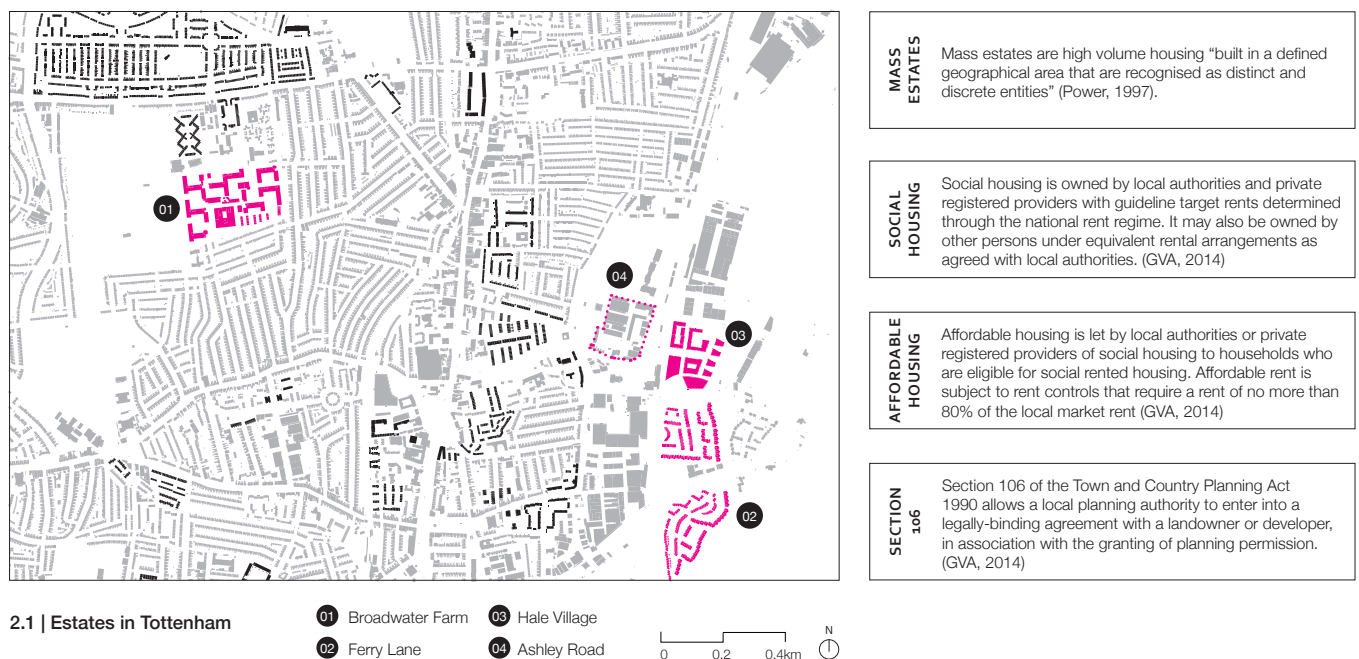 01
04
03
02
2.1 | Estates in Tottenham
01 Broadwater Farm
02 Ferry Lane
03 Hale Village
04 Ashley Road
0 0.2 0.4km
N
MASS
ESTATES
Mass estates are high volume housing “built in a defined
geographical area that are recognised as distinct and
discrete entities” (Power, 1997).
SOCIAL
HOUSING
Social housing is owned by local authorities and private
registered providers with guideline target rents determined
through the national rent regime. It may also be owned by
other persons under equivalent rental arrangements as
agreed with local authorities. (GVA, 2014)
AFFORDABLE
HOUSING
Affordable housing is let by local authorities or private
registered providers of social housing to households who
are eligible for social rented housing. Affordable rent is
subject to rent controls that require a rent of no more than
80% of the local market rent (GVA, 2014)
SECTION
106
Section 106 of the Town and Country Planning Act
1990 allows a local planning authority to enter into a
legally-binding agreement with a landowner or developer,
in association with the granting of planning permission.
(GVA, 2014)